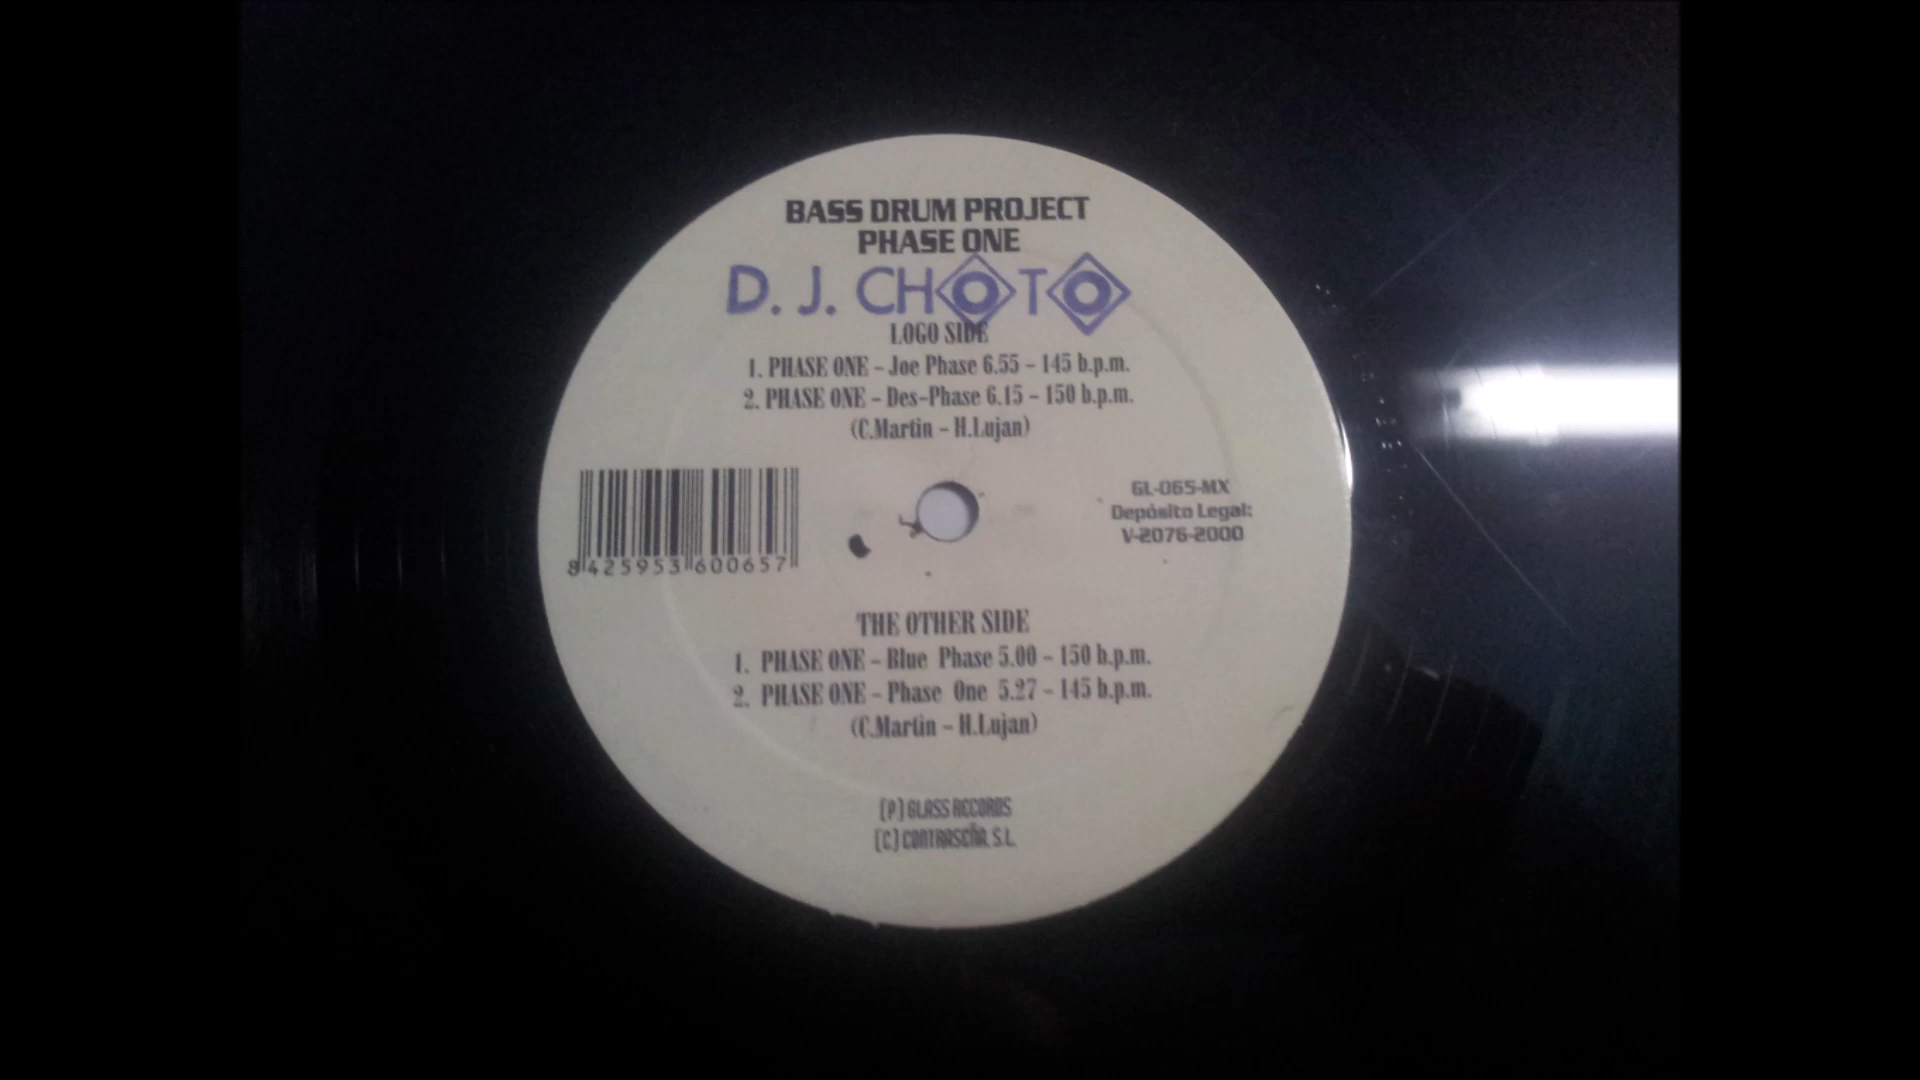 BASS DRUM PROJECT
PHASE ONE
D. J. CHOTO
LOGO SIDE
1. PHASE ONE - Joe Phase 6.55 - 145 b.p.m.
2. PHASE ONE - Des-Phase 6.15 - 150 b.p.m.
(C.Martin - H.Lujan)
8 425953 600657
GL-065-MX
Depósito Legal:
V-2076-2000
THE OTHER SIDE
1. PHASE ONE - Blue Phase 5.00 - 150 b.p.m.
2. PHASE ONE - Phase One 5.27 - 145 b.p.m.
(C.Martin - H.Lujan)
(P) GLASS RECORDS
(C) CONTRASEÑA, S.L.